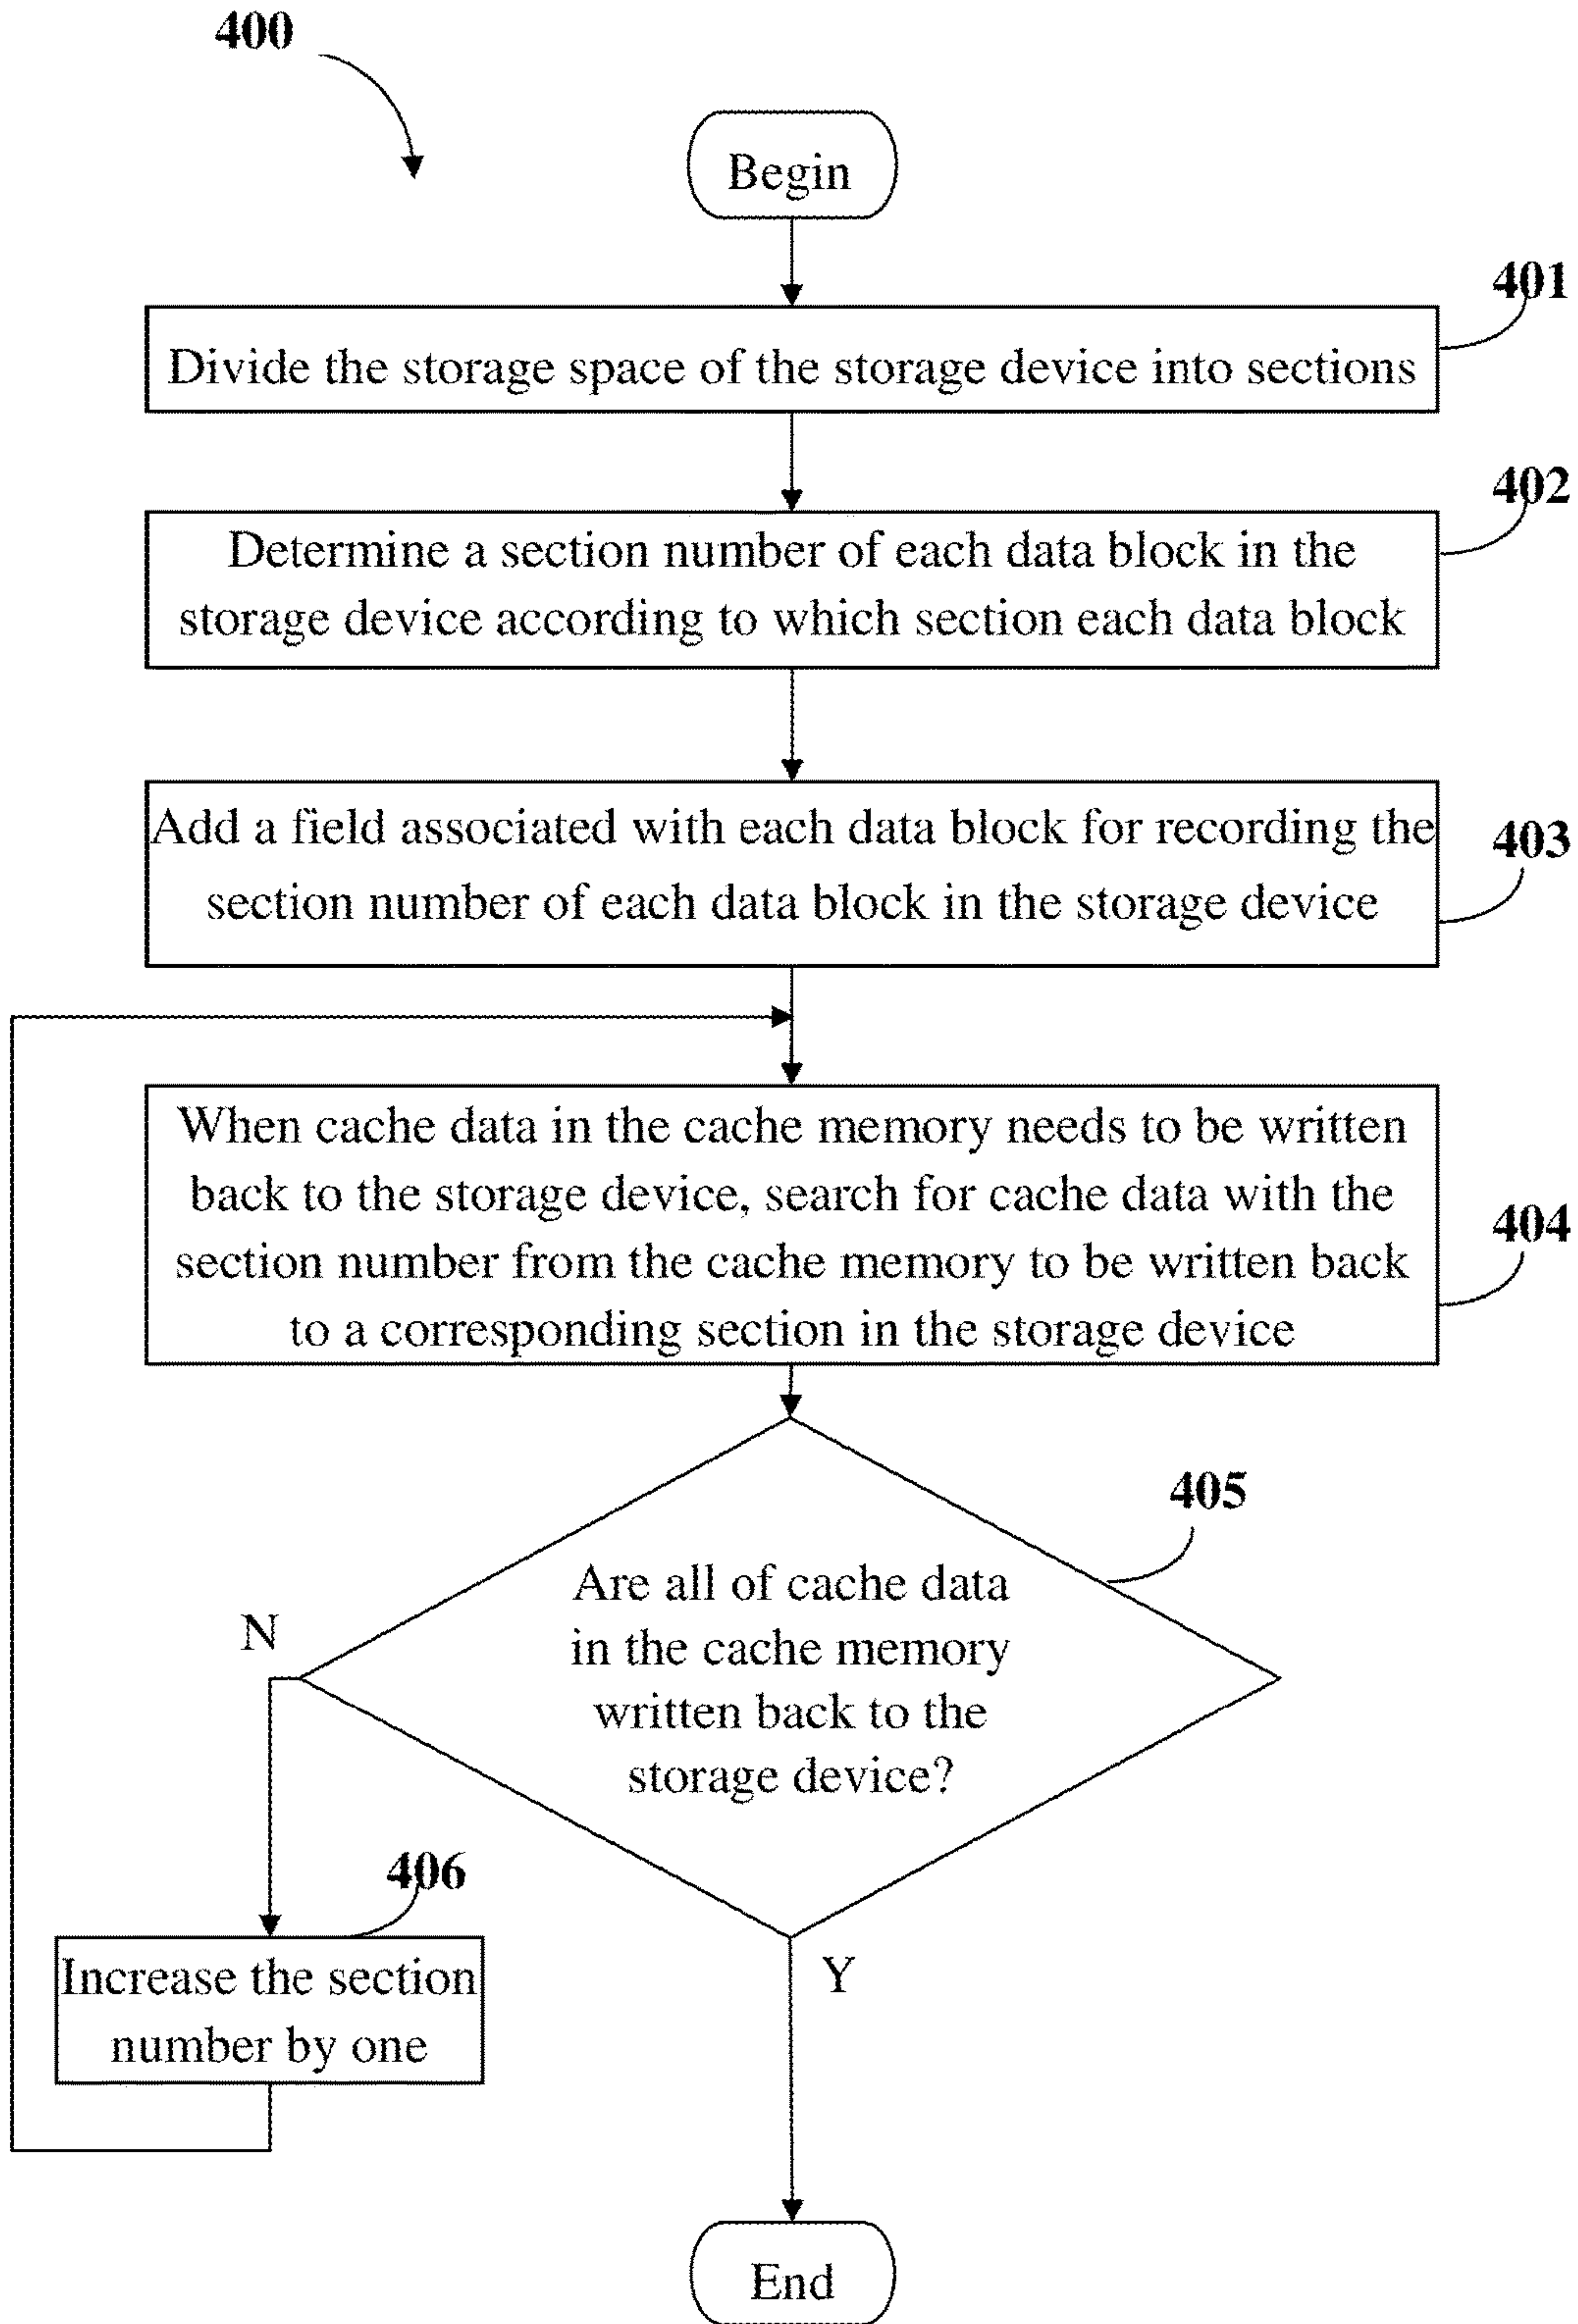 400
Begin
401
Divide the storage space of the storage device into sections
402
Determine a section number of each data block in the
storage device according to which section each data block
403
Add a field associated with each data block for recording the
section number of each data block in the storage device
404
When cache data in the cache memory needs to be written
back to the storage device, search for cache data with the
section number from the cache memory to be written back
to a corresponding section in the storage device
405
Are all of cache data
in the cache memory
written back to the
storage device?
N
406
Increase the section
number by one
Y
End